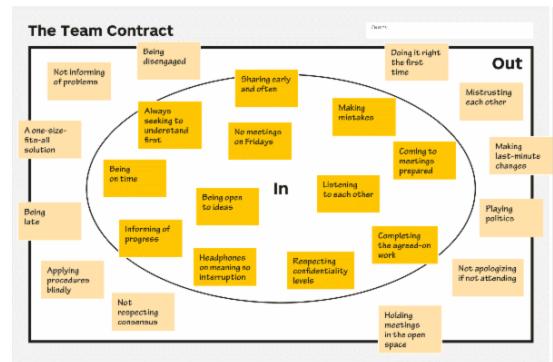 The Team Contract
Being
disengaged
Doing it right
the first
time
Out
Not informing
of problems
Sharing early
and often
Mistrusting
each other
Always
seeking to
understand
first
Making
mistakes
No meetings
on Fridays
A one-size-
fits-all
solution
Making
last-minute
changes
Coming to
meetings
prepared
Being
on time
Listening
to each other
In
Being open
to ideas
Being
late
Playing
politics
Informing of
progress
Completing
the agreed-on
work
Headphones
on meaning no
interruption
Respecting
confidentiality
levels
Applying
procedures
blindly
Not apologizing
if not attending
Not
respecting
consensus
Holding
meetings
in the open
space